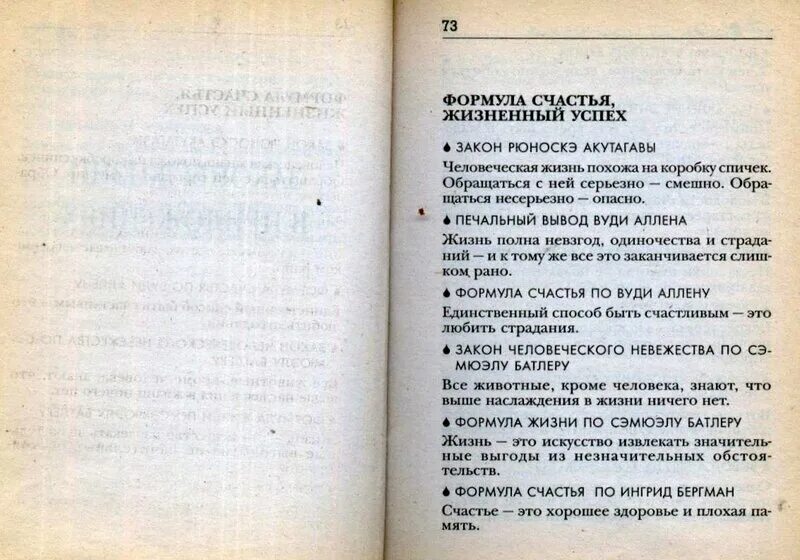 73
ФОРМУЛА СЧАСТЬЯ,
ЖИЗНЕННЫЙ УСПЕХ
ЗАКОН РЮНОСКЭ АКУТАГАВЫ
Человеческая жизнь похожа на коробку спичек.
Обращаться с ней серьезно — смешно. Обра-
щаться несерьезно — опасно.
ПЕЧАЛЬНЫЙ ВЫВОД ВУДИ АЛЛЕНА
Жизнь полна невзгод, одиночества и страда-
ний — и к тому же все это заканчивается слиш-
ком рано.
ФОРМУЛА СЧАСТЬЯ ПО ВУДИ АЛЛЕНУ
Единственный способ быть счастливым — это
любить страдания.
ЗАКОН ЧЕЛОВЕЧЕСКОГО НЕВЕЖЕСТВА ПО СЭ-
МЮЭЛУ БАТЛЕРУ
Все животные, кроме человека, знают, что
выше наслаждения в жизни ничего нет.
ФОРМУЛА ЖИЗНИ ПО СЭМЮЭЛУ БАТЛЕРУ
Жизнь — это искусство извлекать значитель-
ные выгоды из незначительных обстоя-
тельств.
ФОРМУЛА СЧАСТЬЯ ПО ИНГРИД БЕРГМАН
Счастье — это хорошее здоровье и плохая па-
мять.